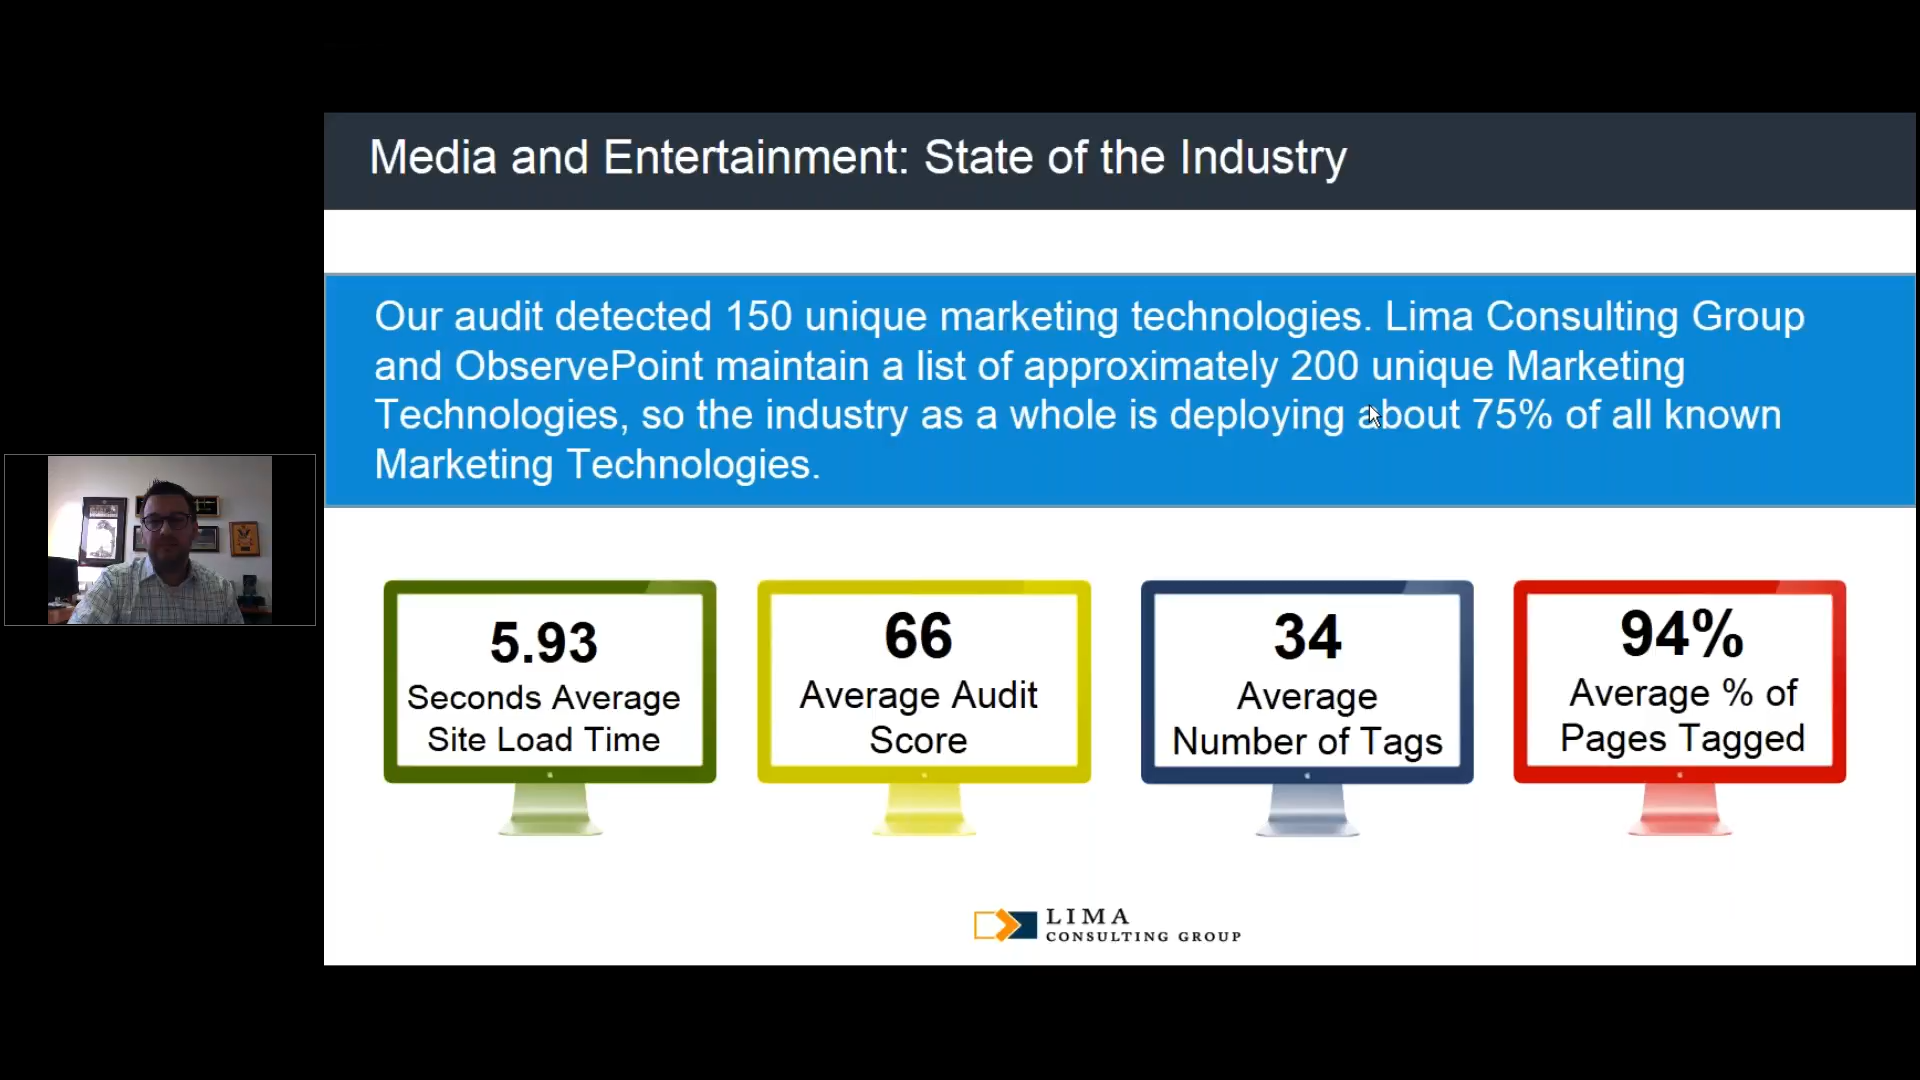 Media and Entertainment: State of the Industry
Our audit detected 150 unique marketing technologies. Lima Consulting Group
and ObservePoint maintain a list of approximately 200 unique Marketing
Technologies, so the industry as a whole is deploying about 75% of all known
Marketing Technologies.
5.93
Seconds Average
Site Load Time
66
Average Audit
Score
34
Average
Number of Tags
94%
Average % of
Pages Tagged
LIMA
CONSULTING GROUP